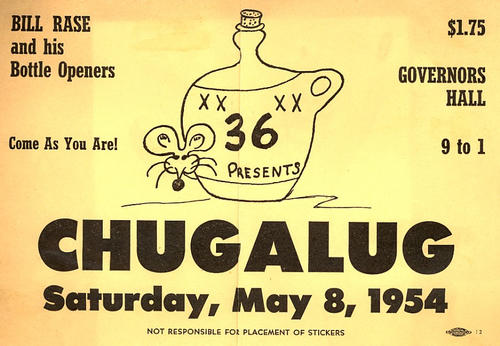 BILL RASE
and his
Bottle Openers
$1.75
GOVERNORS
HALL
Come As You Are!
9 to 1
XX XX
36
PRESENTS
CHUGALUG
Saturday, May 8, 1954
NOT RESPONSIBLE FOR PLACEMENT OF STICKERS